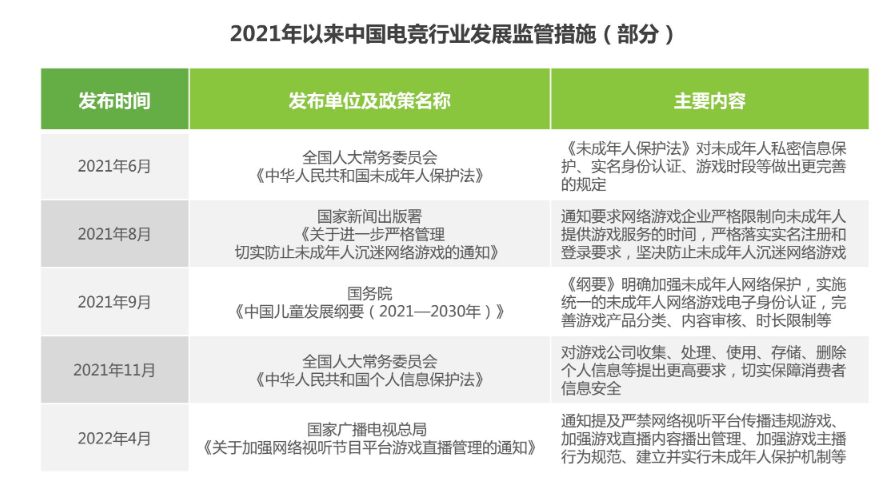 2021年以来中国电竞行业发展监管措施（部分）
发布时间
发布单位及政策名称
主要内容
2021年6月
全国人大常务委员会
《中华人民共和国未成年人保护法》
《未成年人保护法》对未成年人私密信息保
护、实名身份认证、游戏时段等做出更完善
的规定
2021年8月
国家新闻出版署
《关于进一步严格管理
切实防止未成年人沉迷网络游戏的通知》
通知要求网络游戏企业严格限制向未成年人
提供游戏服务的时间，严格落实实名注册和
登录要求，坚决防止未成年人沉迷网络游戏
2021年9月
国务院
《中国儿童发展纲要（2021—2030年）》
《纲要》明确加强未成年人网络保护，实施
统一的未成年人网络游戏电子身份认证，完
善游戏产品分类、内容审核、时长限制等
2021年11月
全国人大常务委员会
《中华人民共和国个人信息保护法》
对游戏公司收集、处理、使用、存储、删除
个人信息等提出更高要求，切实保障消费者
信息安全
2022年4月
国家广播电视总局
《关于加强网络视听节目平台游戏直播管理的通知》
通知提及严禁网络视听平台传播违规游戏、
加强游戏直播内容播出管理、加强游戏主播
行为规范、建立并实行未成年人保护机制等